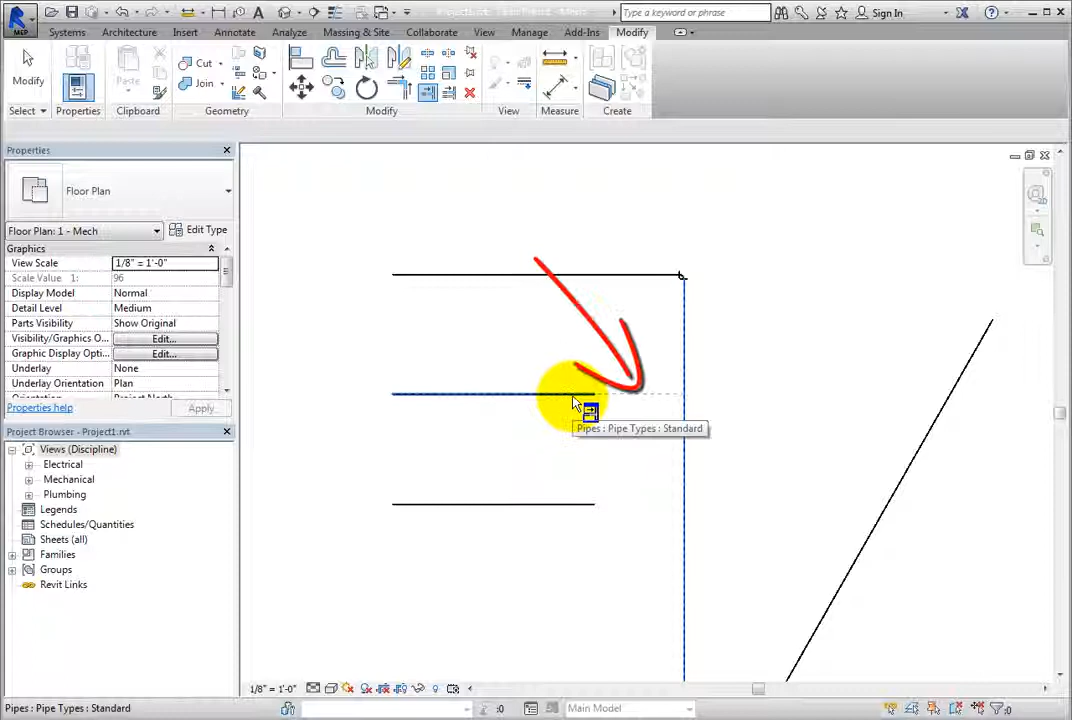 Type a keyword or phrase
Sign In
MEP
Systems Architecture Insert Annotate Analyze Massing & Site Collaborate View Manage Add-Ins Modify
Modify
Paste
Cut
Join
Select Properties Clipboard Geometry Modify View Measure Create
Properties
Floor Plan
Floor Plan: 1 - Mech
Edit Type
Graphics
View Scale 1/8" = 1'-0"
Scale Value 1: 96
Display Model Normal
Detail Level Medium
Parts Visibility Show Original
Visibility/Graphics O... Edit...
Graphic Display Opti... Edit...
Underlay None
Underlay Orientation Plan
Properties help
Apply
Project Browser - Project1.rvt
Views (Discipline)
Electrical
Mechanical
Plumbing
Legends
Schedules/Quantities
Sheets (all)
Families
Groups
Revit Links
Pipes : Pipe Types : Standard
1/8" = 1'-0"
Pipes : Pipe Types : Standard
:0
Main Model
:0